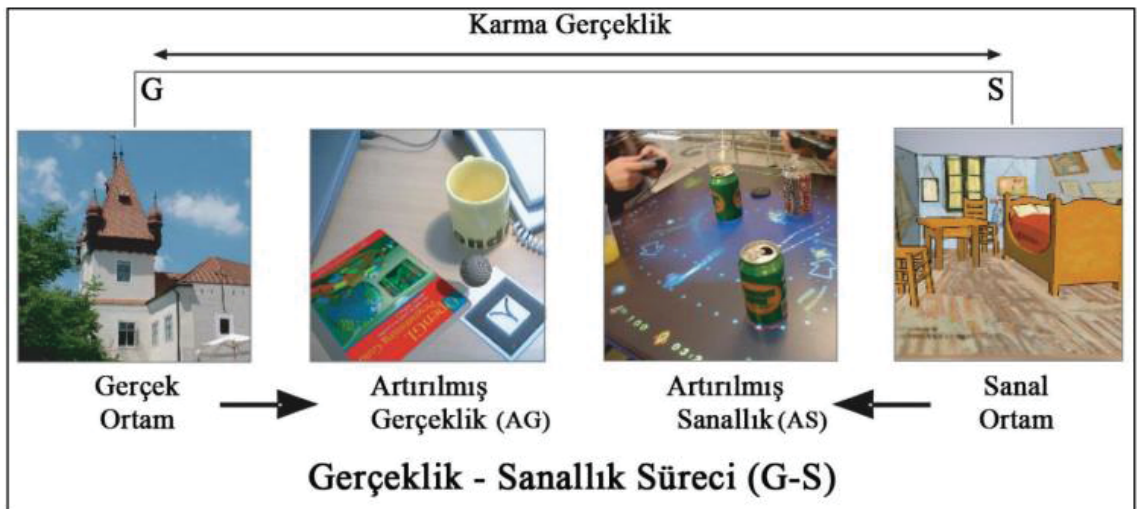 Karma Gerçeklik
G
S
Gerçek
Ortam
Artırılmış
Gerçeklik (AG)
Artırılmış
Sanallık (AS)
Sanal
Ortam
Gerçeklik - Sanallık Süreci (G-S)